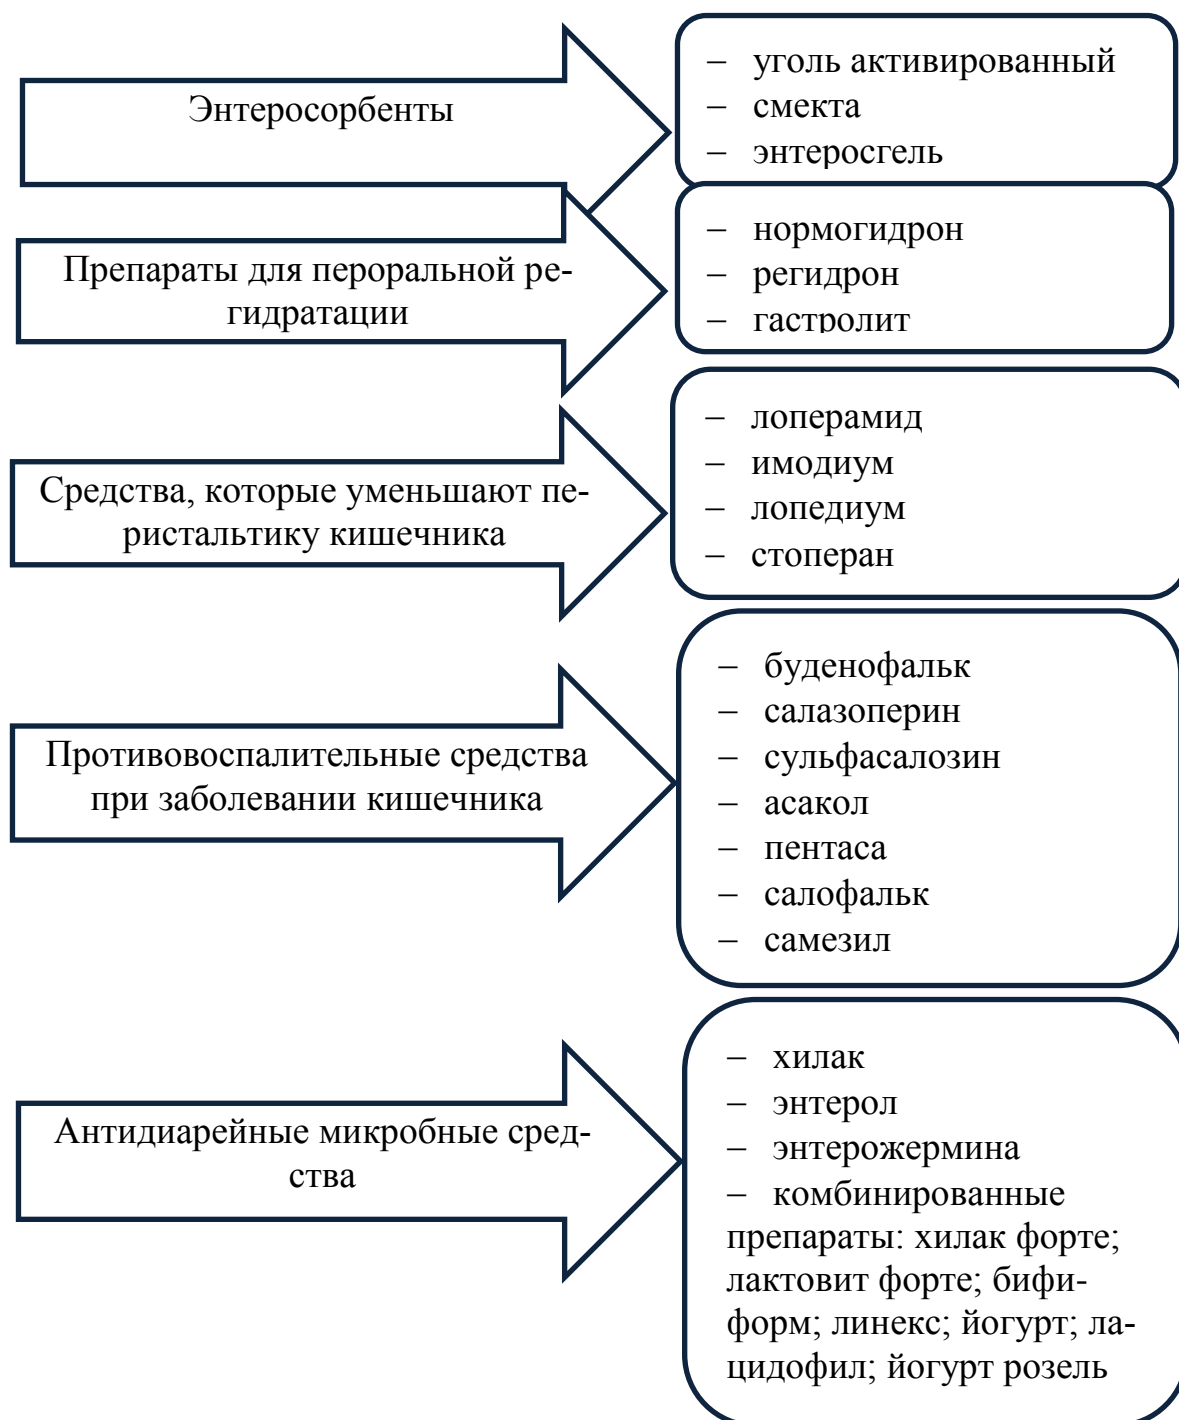 Энтеросорбенты
– уголь активированный
– смекта
– энтеросгель
Препараты для пероральной ре-
гидратации
– нормогидрон
– регидрон
– гастролит
Средства, которые уменьшают пе-
ристальтику кишечника
– лоперамид
– имодиум
– лопедиум
– стоперан
Противовоспалительные средства
при заболевании кишечника
– буденофальк
– салазоперин
– сульфасалозин
– асакол
– пентаса
– салофальк
– самезил
Антидиарейные микробные сред-
ства
– хилак
– энтерол
– энтерожермина
– комбинированные
препараты: хилак форте;
лактовит форте; бифи-
форм; линекс; йогурт; ла-
цидофил; йогурт розель